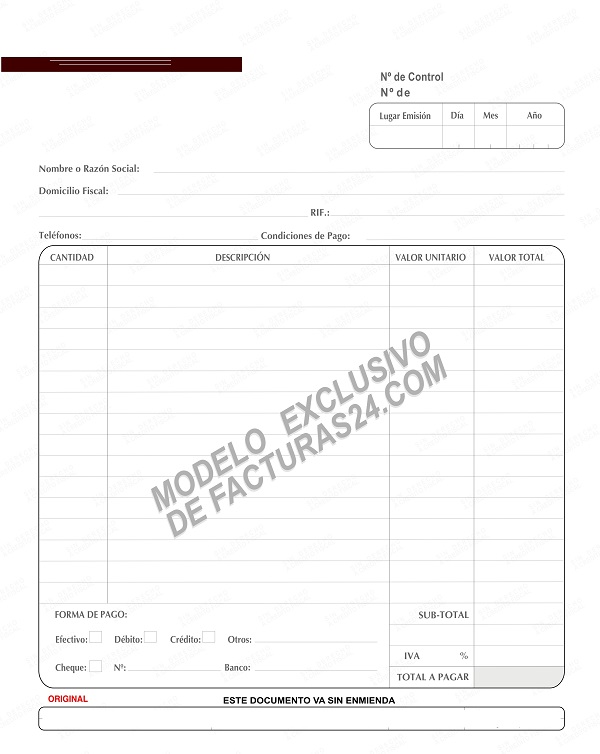 Nº de Control
Nº de
Lugar Emisión Día Mes Año
Nombre o Razón Social:
Domicilio Fiscal:
RIF.:
Teléfonos: Condiciones de Pago:
CANTIDAD DESCRIPCIÓN VALOR UNITARIO VALOR TOTAL
MODELO EXCLUSIVO
DE FACTURAS24.COM
FORMA DE PAGO: SUB-TOTAL
Efectivo: Débito: Crédito: Otros:
IVA %
Cheque: Nº: Banco:
TOTAL A PAGAR
ORIGINAL ESTE DOCUMENTO VA SIN ENMIENDA